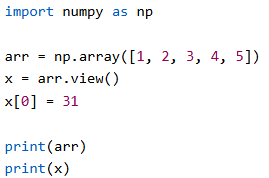 import numpy as np
arr = np.array([1, 2, 3, 4, 5])
x = arr.view()
x[0] = 31
print(arr)
print(x)